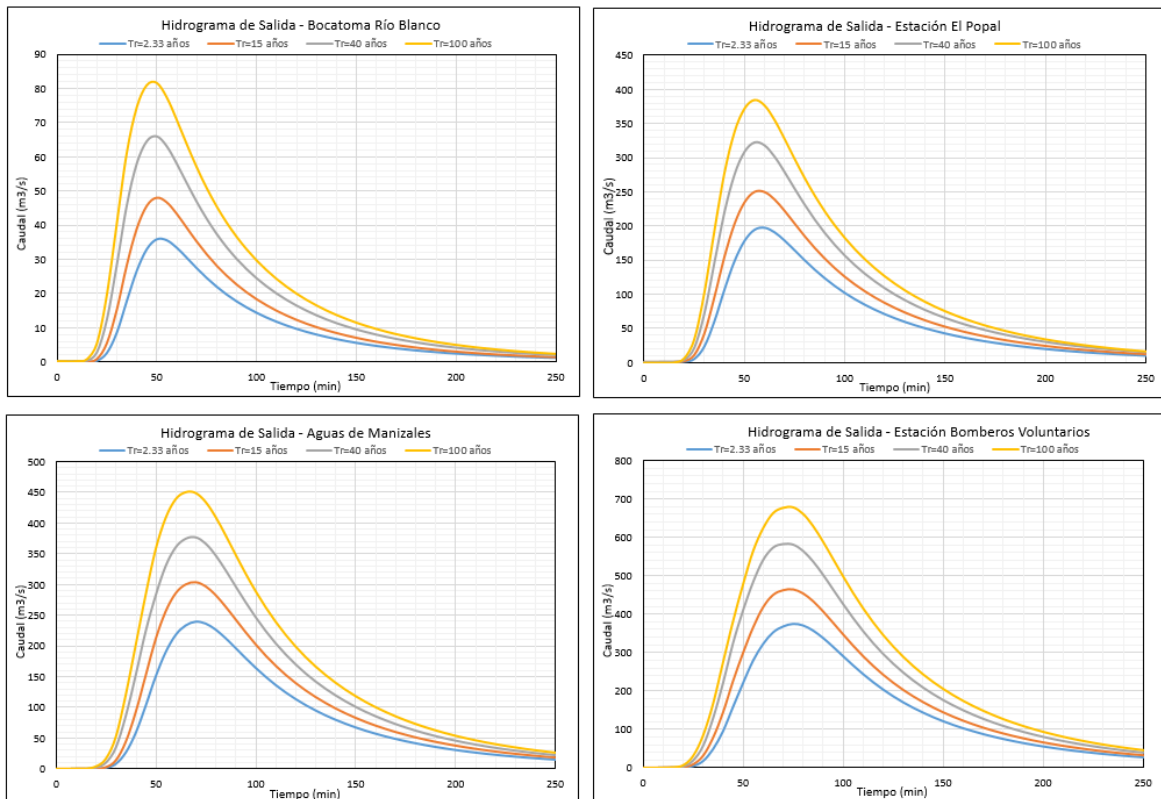 Hidrograma de Salida - Bocatoma Río Blanco
Tr=2.33 años Tr=15 años Tr=40 años Tr=100 años
90
80
70
60
50
40
30
20
10
0
Caudal (m3/s)
0 50 100 150 200 250
Tiempo (min)
Hidrograma de Salida - Estación El Popal
Tr=2.33 años Tr=15 años Tr=40 años Tr=100 años
450
400
350
300
250
200
150
100
50
0
Caudal (m3/s)
0 50 100 150 200 250
Tiempo (min)
Hidrograma de Salida - Aguas de Manizales
Tr=2.33 años Tr=15 años Tr=40 años Tr=100 años
500
450
400
350
300
250
200
150
100
50
0
Caudal (m3/s)
0 50 100 150 200 250
Tiempo (min)
Hidrograma de Salida - Estación Bomberos Voluntarios
Tr=2.33 años Tr=15 años Tr=40 años Tr=100 años
800
700
600
500
400
300
200
100
0
Caudal (m3/s)
0 50 100 150 200 250
Tiempo (min)